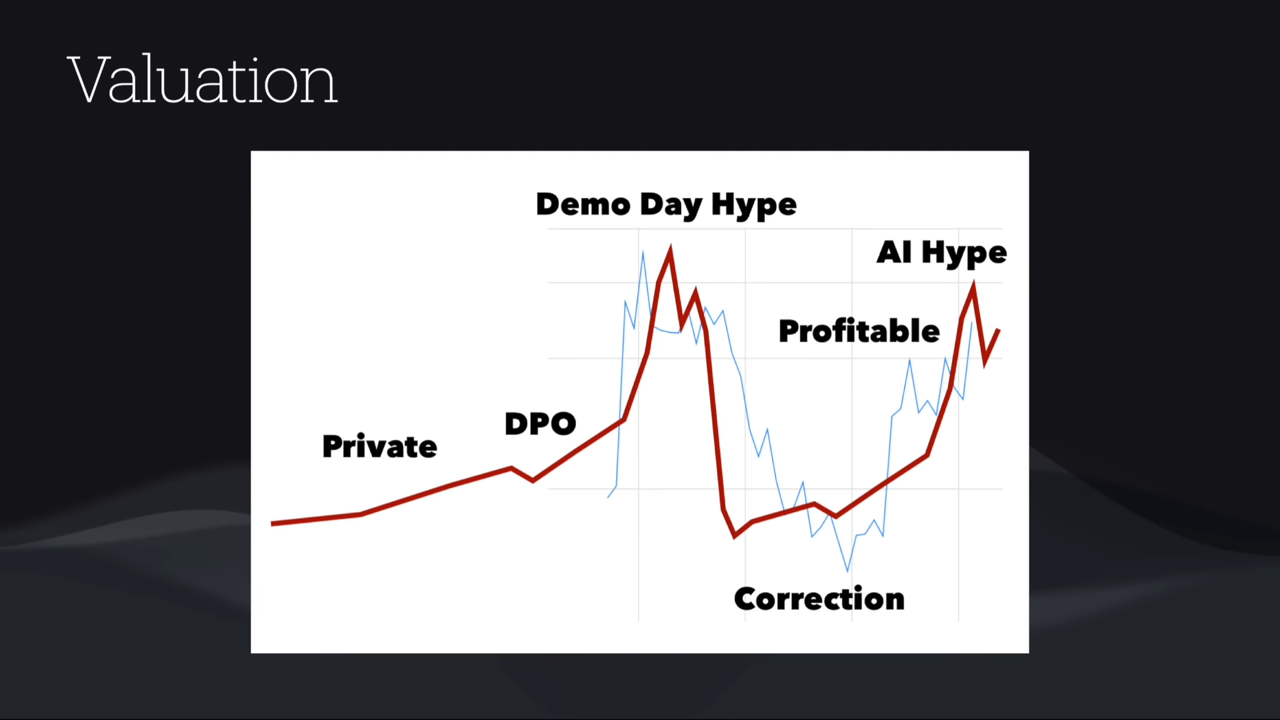 Valuation
Demo Day Hype
AI Hype
Profitable
DPO
Private
Correction